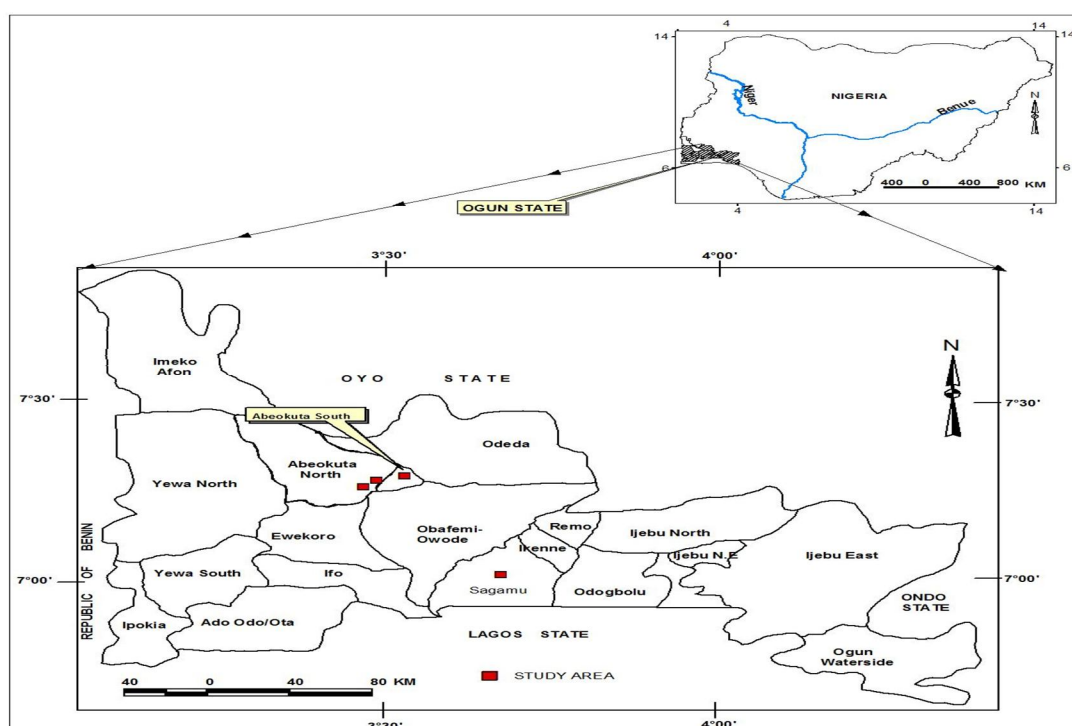 4
14
14
14
NIGERIA
Niger
Benue
N
6
6
400 0 400 800 KM
4
14
OGUN STATE
3°30'
4°00'
N
Imeko
Afon
OYO STATE
7°30'
7°30'
Abeokuta South
Odeda
Abeokuta
North
Yewa North
Obafemi-
Owode
Remo
Ijebu North
Ewekoro
Ikenne
Ijebu N.E
Ijebu East
REPUBLIC OF BENIN
Yewa South
Ifo
7°00'
7°00'
Sagamu
Odogbolu
ONDO
STATE
Ipokia
Ado Odo/Ota
LAGOS STATE
Ogun
Waterside
STUDY AREA
40 0 40 80 KM
3°30'
4°00'